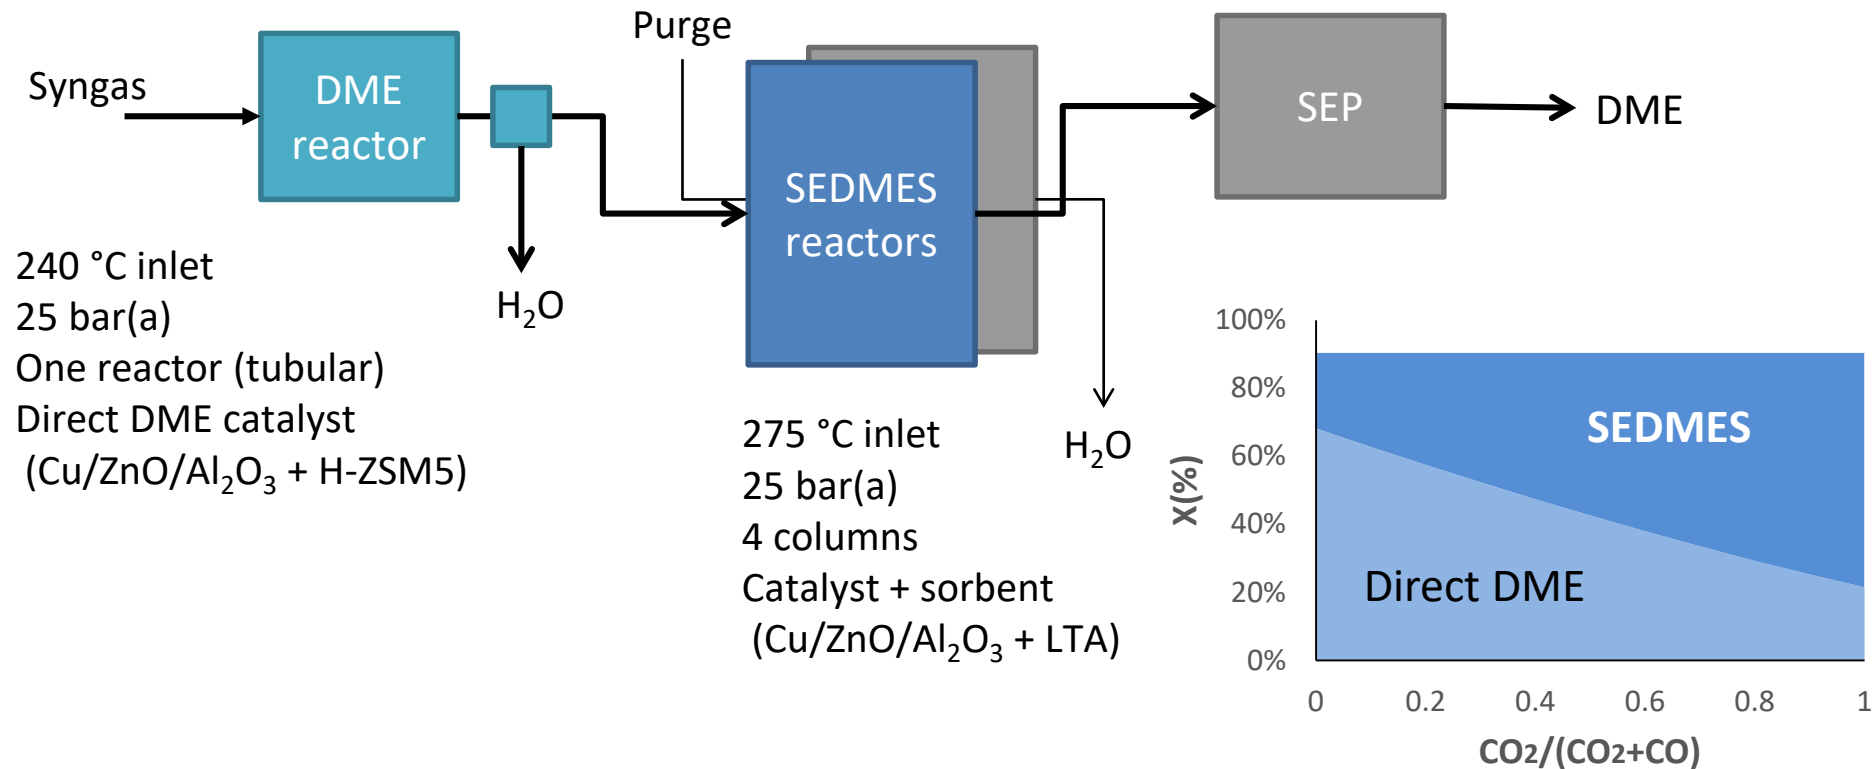 Purge
Syngas
DME
reactor
SEP
DME
SEDMES
reactors
H₂O
H₂O
240 °C inlet
25 bar(a)
One reactor (tubular)
Direct DME catalyst
(Cu/ZnO/Al₂O₃ + H-ZSM5)
275 °C inlet
25 bar(a)
4 columns
Catalyst + sorbent
(Cu/ZnO/Al₂O₃ + LTA)
100%
80%
60%
40%
20%
0%
X(%)
SEDMES
Direct DME
0 0.2 0.4 0.6 0.8 1
CO2/(CO2+CO)